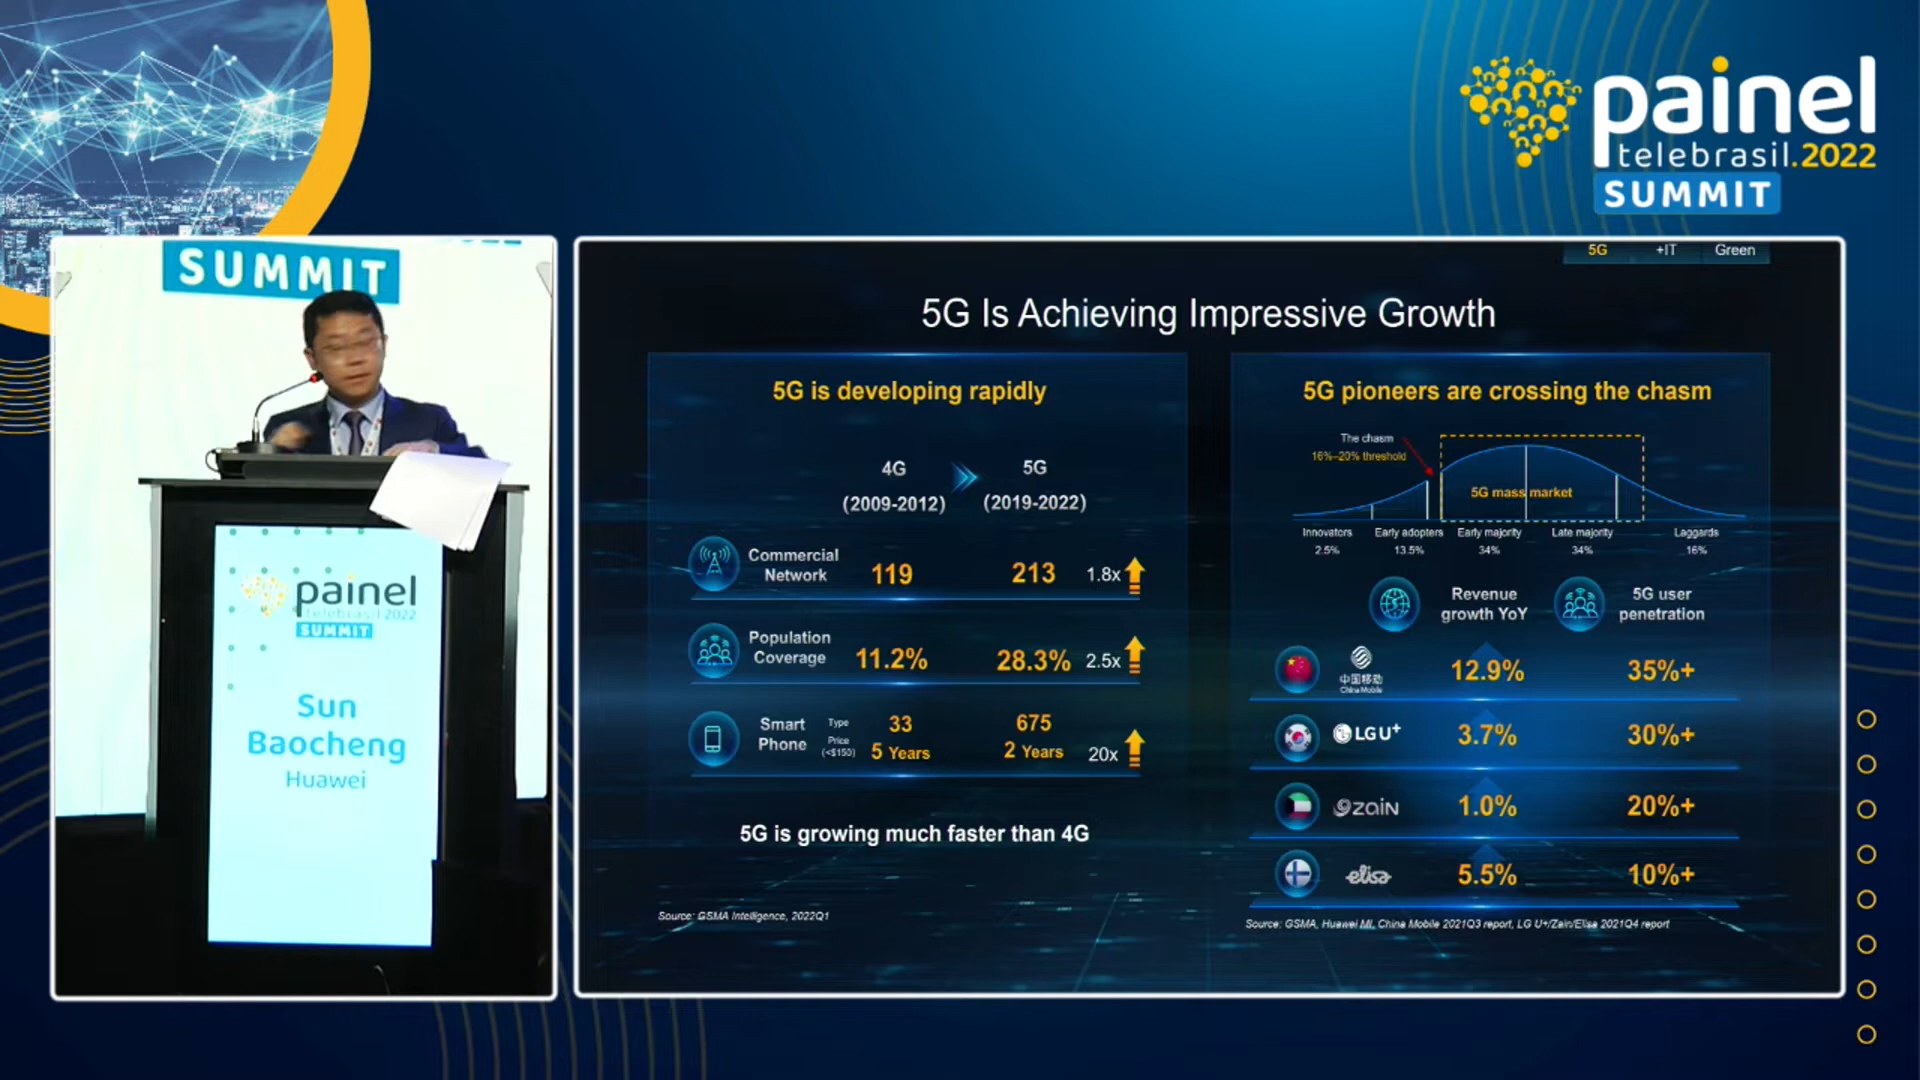 painel
telebrasil.2022
SUMMIT
SUMMIT
painel
telebrasil 2022
SUMMIT
Sun
Baocheng
Huawei
5G +IT Green
5G Is Achieving Impressive Growth
5G is developing rapidly
4G 5G
(2009-2012) (2019-2022)
Commercial
Network 119 213 1.8x
Population
Coverage 11.2% 28.3% 2.5x
Smart
Phone
Type 33 675
Price
(<$150) 5 Years 2 Years 20x
5G is growing much faster than 4G
Source: GSMA Intelligence, 2022Q1
5G pioneers are crossing the chasm
The chasm
16%-20% threshold
5G mass market
Innovators Early adopters Early majority Late majority Laggards
2.5% 13.5% 34% 34% 16%
Revenue
growth YoY
5G user
penetration
中国移动
China Mobile 12.9% 35%+
LG U+ 3.7% 30%+
zain 1.0% 20%+
elisa 5.5% 10%+
Source: GSMA, Huawei MI, China Mobile 2021Q3 report, LG U+/Zain/Elisa 2021Q4 report